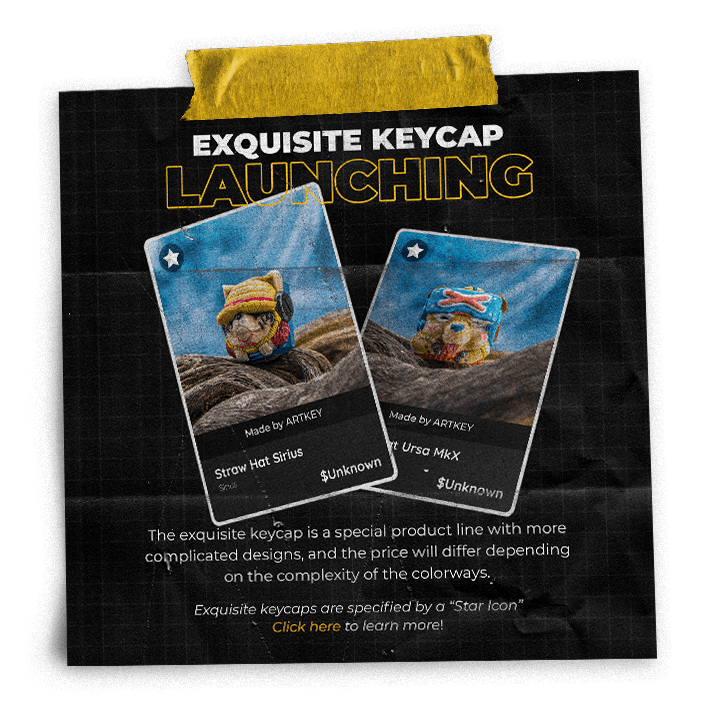 EXQUISITE KEYCAP
LAUNCHING
Made by ARTKEY
Straw Hat Sirius
$Unknown
Made by ARTKEY
at Ursa MkX
$Unknown
The exquisite keycap is a special product line with more
complicated designs, and the price will differ depending
on the complexity of the colorways.
Exquisite keycaps are specified by a “Star Icon”
Click here to learn more!